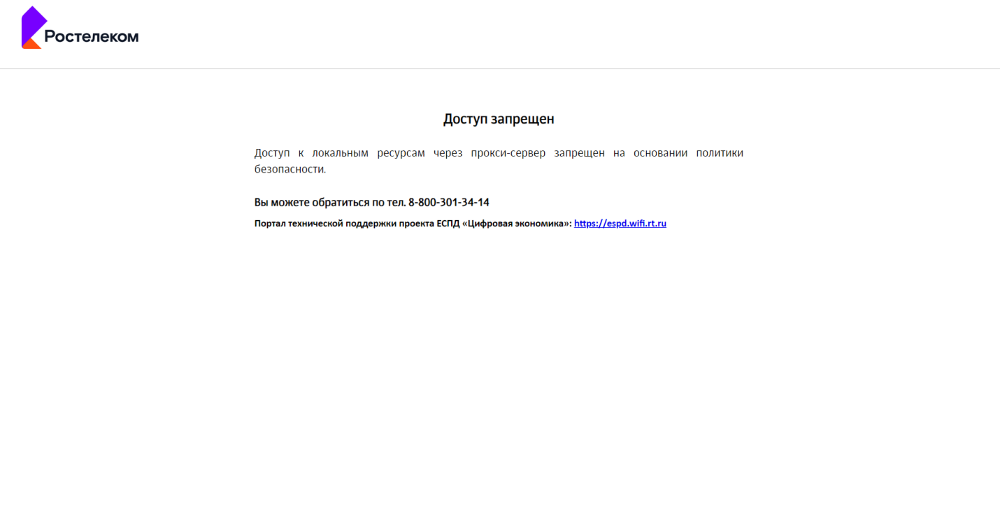 Ростелеком
Доступ запрещен
Доступ к локальным ресурсам через прокси-сервер запрещен на основании политики
безопасности.
Вы можете обратиться по тел. 8-800-301-34-14
Портал технической поддержки проекта ЕСПД «Цифровая экономика»: https://espd.wifi.rt.ru